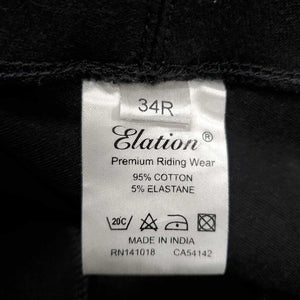 34R
Elation®
Premium Riding Wear
95% COTTON
5% ELASTANE
20C
MADE IN INDIA
RN141018 CA54142